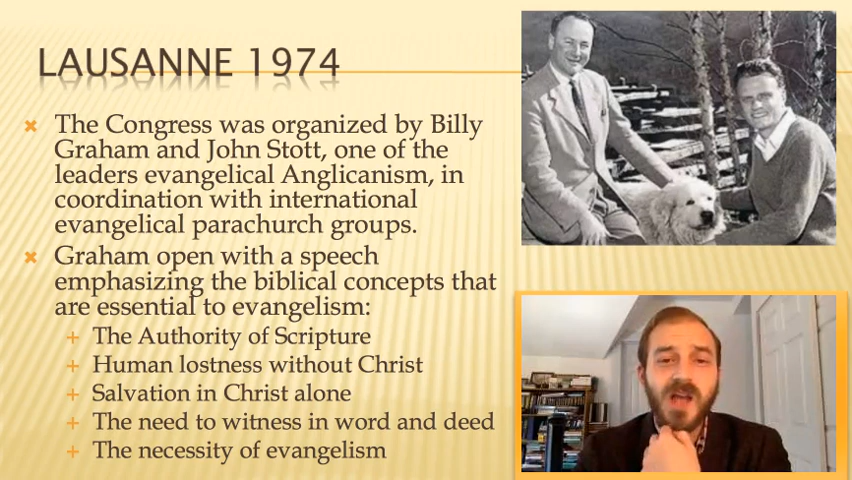 LAUSANNE 1974
The Congress was organized by Billy
Graham and John Stott, one of the
leaders evangelical Anglicanism, in
coordination with international
evangelical parachurch groups.
Graham open with a speech
emphasizing the biblical concepts that
are essential to evangelism:
The Authority of Scripture
Human lostness without Christ
Salvation in Christ alone
The need to witness in word and deed
The necessity of evangelism